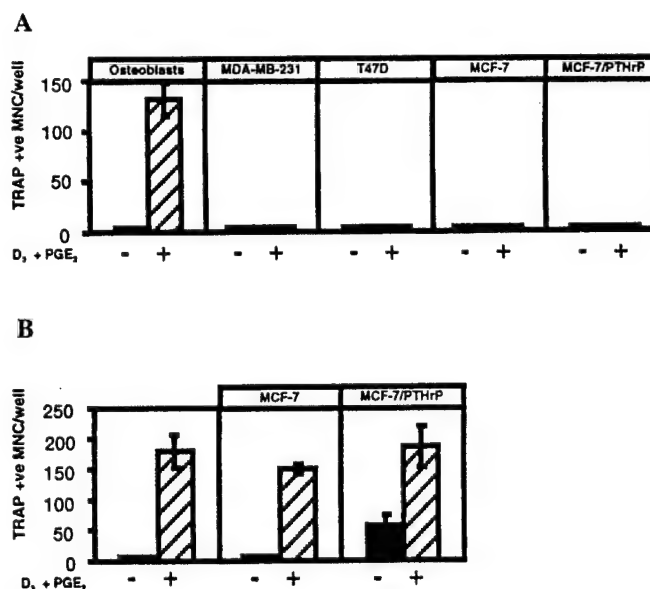 A
Osteoblasts MDA-MB-231 T47D MCF-7 MCF-7/PTHrP
TRAP +ve MNC/well
150
100
50
0
D₃ + PGE₂ - + - + - + - + - +
B
MCF-7 MCF-7/PTHrP
TRAP +ve MNC/well
250
200
150
100
50
0
D₃ + PGE₂ - + - + - +